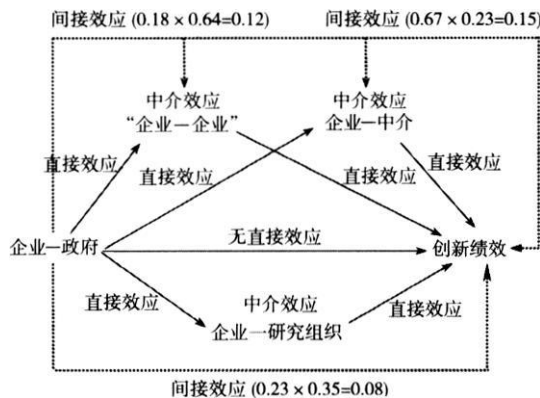 间接效应 (0.18 × 0.64=0.12)
间接效应 (0.67 × 0.23=0.15)
中介效应
“企业—企业”
中介效应
企业—中介
直接效应
直接效应
直接效应
直接效应
企业—政府
无直接效应
创新绩效
直接效应
中介效应
企业—研究组织
直接效应
间接效应 (0.23 × 0.35=0.08)